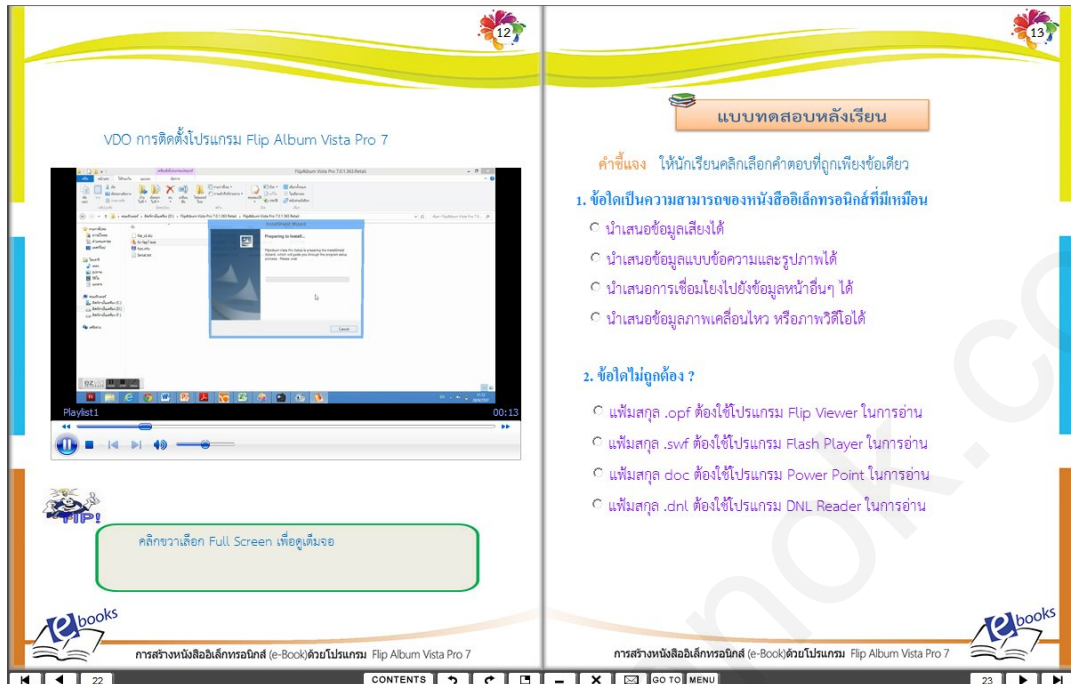 12
VDO การติดตั้งโปรแกรม Flip Album Vista Pro 7
Preparing to Install...
Cancel
Playlist1
00:13
TIP!
คลิกขวาเลือก Full Screen เพื่อดูเต็มจอ
e books
การสร้างหนังสืออิเล็กทรอนิกส์ (e-Book)ด้วยโปรแกรม Flip Album Vista Pro 7
13
แบบทดสอบหลังเรียน
คำชี้แจง ให้นักเรียนคลิกเลือกคำตอบที่ถูกเพียงข้อเดียว
1. ข้อใดเป็นความสามารถของหนังสืออิเล็กทรอนิกส์ที่มีเหมือน
นำเสนอข้อมูลเสียงได้
นำเสนอข้อมูลแบบข้อความและรูปภาพได้
นำเสนอการเชื่อมโยงไปยังข้อมูลหน้าอื่นๆ ได้
นำเสนอข้อมูลภาพเคลื่อนไหว หรือภาพวิดีโอได้
2. ข้อใดไม่ถูกต้อง ?
แฟ้มสกุล .opf ต้องใช้โปรแกรม Flip Viewer ในการอ่าน
แฟ้มสกุล .swf ต้องใช้โปรแกรม Flash Player ในการอ่าน
แฟ้มสกุล doc ต้องใช้โปรแกรม Power Point ในการอ่าน
แฟ้มสกุล .dnl ต้องใช้โปรแกรม DNL Reader ในการอ่าน
e books
การสร้างหนังสืออิเล็กทรอนิกส์ (e-Book)ด้วยโปรแกรม Flip Album Vista Pro 7
22
CONTENTS
GO TO MENU
23